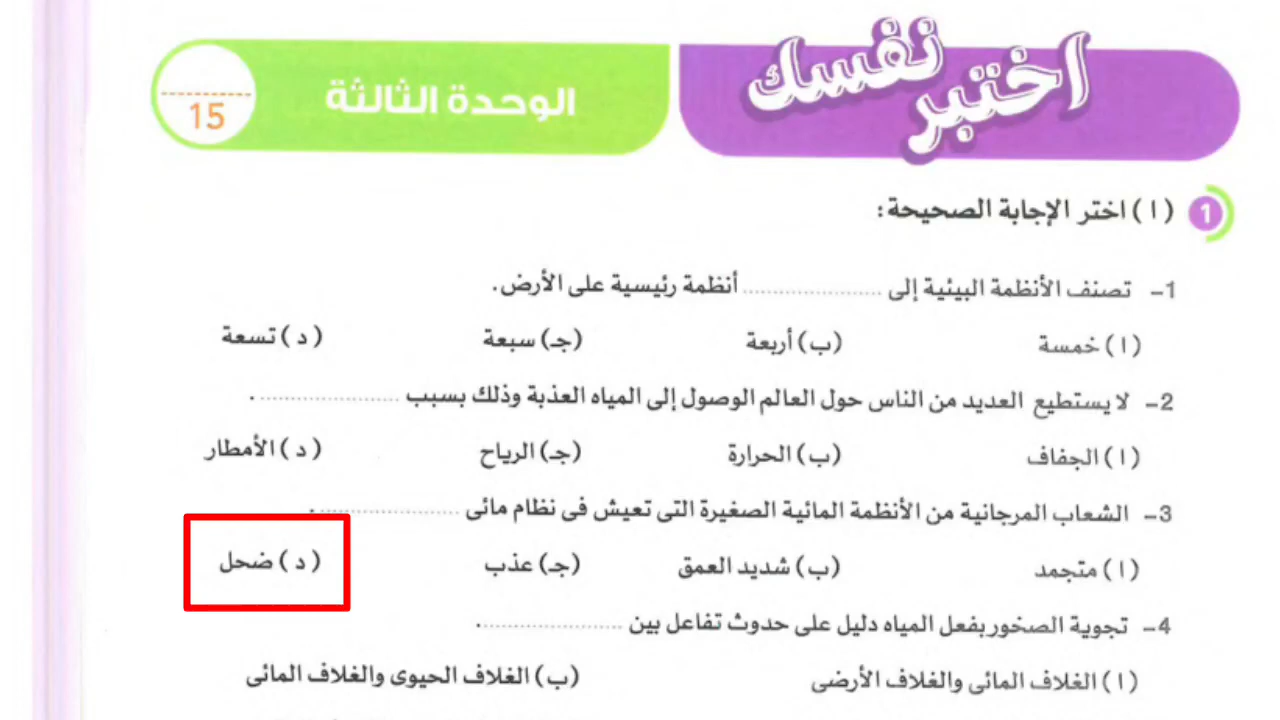 اختبر نفسك
الوحدة الثالثة
15
1 (ا) اختر الإجابة الصحيحة:
1- تصنف الأنظمة البيئية إلى .................... أنظمة رئيسية على الأرض.
(ا) خمسة (ب) أربعة (جـ) سبعة (د) تسعة
2- لا يستطيع العديد من الناس حول العالم الوصول إلى المياه العذبة وذلك بسبب .................... .
(ا) الجفاف (ب) الحرارة (جـ) الرياح (د) الأمطار
3- الشعاب المرجانية من الأنظمة المائية الصغيرة التى تعيش فى نظام مائى .................... .
(ا) متجمد (ب) شديد العمق (جـ) عذب (د) ضحل
4- تجوية الصخور بفعل المياه دليل على حدوث تفاعل بين .................... .
(ا) الغلاف المائى والغلاف الأرضى (ب) الغلاف الحيوى والغلاف المائى